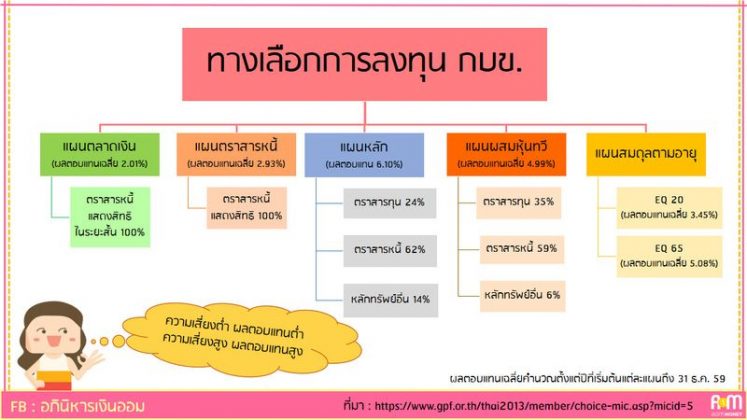 ทางเลือกการลงทุน กบข.
แผนตลาดเงิน
(ผลตอบแทนเฉลี่ย 2.01%)
ตราสารหนี้
แสดงสิทธิ
ในระยะสั้น 100%
แผนตราสารหนี้
(ผลตอบแทนเฉลี่ย 2.93%)
ตราสารหนี้
แสดงสิทธิ 100%
แผนหลัก
(ผลตอบแทน 6.10%)
ตราสารทุน 24%
ตราสารหนี้ 62%
หลักทรัพย์อื่น 14%
แผนผสมหุ้นทวี
(ผลตอบแทนเฉลี่ย 4.99%)
ตราสารทุน 35%
ตราสารหนี้ 59%
หลักทรัพย์อื่น 6%
แผนสมดุลตามอายุ
EQ 20
(ผลตอบแทนเฉลี่ย 3.45%)
EQ 65
(ผลตอบแทนเฉลี่ย 5.08%)
ความเสี่ยงต่ำ ผลตอบแทนต่ำ
ความเสี่ยงสูง ผลตอบแทนสูง
ผลตอบแทนเฉลี่ยคำนวณตั้งแต่ปีที่เริ่มต้นแต่ละแผนถึง 31 ธ.ค. 59
FB : อภินิหารเงินออม
ที่มา : https://www.gpf.or.th/thai2013/member/choice-mic.asp?micid=5